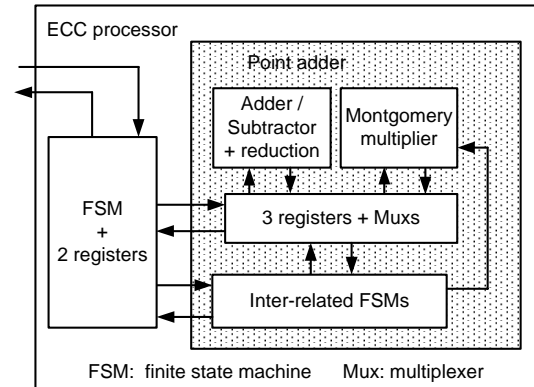 ECC processor
Point adder
Adder /
Subtractor
+ reduction
Montgomery
multiplier
FSM
+
2 registers
3 registers + Muxs
Inter-related FSMs
FSM: finite state machine Mux: multiplexer